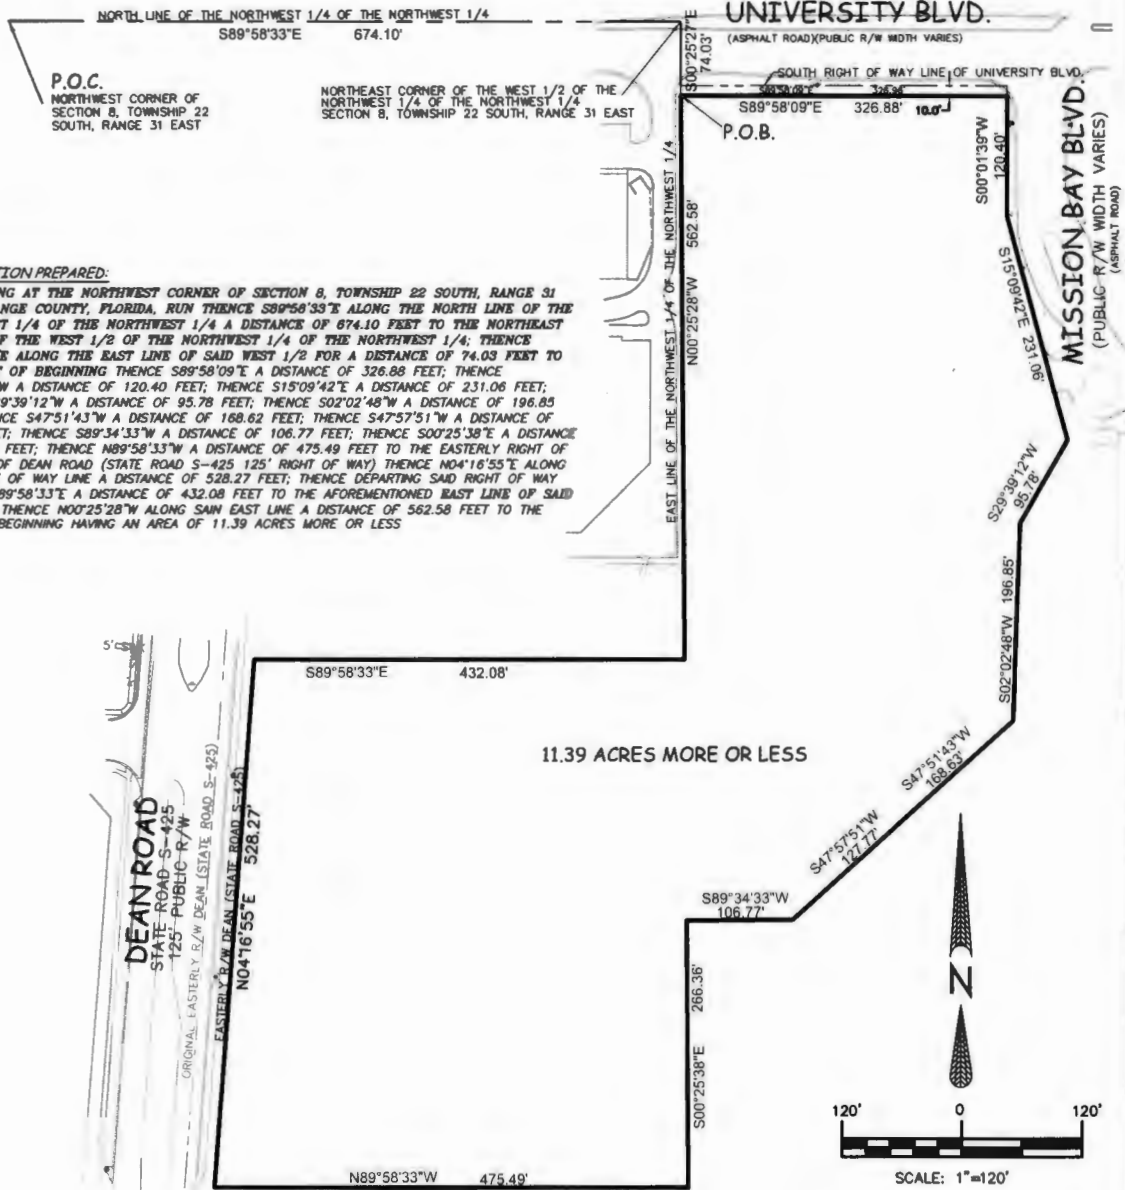 NORTH LINE OF THE NORTHWEST 1/4 OF THE NORTHWEST 1/4
S89°58'33"E 674.10'
P.O.C.
NORTHWEST CORNER OF
SECTION 8, TOWNSHIP 22
SOUTH, RANGE 31 EAST
NORTHEAST CORNER OF THE WEST 1/2 OF THE
NORTHWEST 1/4 OF THE NORTHWEST 1/4
SECTION 8, TOWNSHIP 22 SOUTH, RANGE 31 EAST
S00°25'27"E
74.03'
UNIVERSITY BLVD.
(ASPHALT ROAD)(PUBLIC R/W WIDTH VARIES)
SOUTH RIGHT OF WAY LINE OF UNIVERSITY BLVD.
S89°58'09"E 326.96'
S89°58'09"E 326.88'
10.0'
P.O.B.
S00°01'39"W
120.40'
MISSION BAY BLVD.
(PUBLIC R/W WIDTH VARIES)
(ASPHALT ROAD)
S15°09'42"E 231.06'
EAST LINE OF THE NORTHWEST 1/4 OF THE NORTHWEST 1/4
N00°25'28"W 562.58'
TION PREPARED:
NG AT THE NORTHWEST CORNER OF SECTION 8, TOWNSHIP 22 SOUTH, RANGE 31
NGE COUNTY, FLORIDA, RUN THENCE S89°58'33"E ALONG THE NORTH LINE OF THE
T 1/4 OF THE NORTHWEST 1/4 A DISTANCE OF 674.10 FEET TO THE NORTHEAST
F THE WEST 1/2 OF THE NORTHWEST 1/4 OF THE NORTHWEST 1/4; THENCE
E ALONG THE EAST LINE OF SAID WEST 1/2 FOR A DISTANCE OF 74.03 FEET TO
T OF BEGINNING THENCE S89°58'09"E A DISTANCE OF 326.88 FEET; THENCE
"W A DISTANCE OF 120.40 FEET; THENCE S15°09'42"E A DISTANCE OF 231.06 FEET;
9°39'12"W A DISTANCE OF 95.78 FEET; THENCE S02°02'48"W A DISTANCE OF 196.85
CE S47°51'43"W A DISTANCE OF 168.62 FEET; THENCE S47°57'51"W A DISTANCE OF
T; THENCE S89°34'33"W A DISTANCE OF 106.77 FEET; THENCE S00°25'38"E A DISTANCE
FEET; THENCE N89°58'33"W A DISTANCE OF 475.49 FEET TO THE EASTERLY RIGHT OF
OF DEAN ROAD (STATE ROAD S-425 125' RIGHT OF WAY) THENCE N04°16'55"E ALONG
OF WAY LINE A DISTANCE OF 528.27 FEET; THENCE DEPARTING SAID RIGHT OF WAY
89°58'33"E A DISTANCE OF 432.08 FEET TO THE AFOREMENTIONED EAST LINE OF SAID
THENCE N00°25'28"W ALONG SAIN EAST LINE A DISTANCE OF 562.58 FEET TO THE
BEGINNING HAVING AN AREA OF 11.39 ACRES MORE OR LESS
S29°39'12"W
95.78'
S02°02'48"W 196.85'
S89°58'33"E 432.08'
11.39 ACRES MORE OR LESS
S47°51'43"W
168.63'
S47°57'51"W
127.77'
S89°34'33"W
106.77'
S00°25'38"E 266.36'
DEAN ROAD
STATE ROAD S-425
125' PUBLIC R/W
ORIGINAL EASTERLY R/W DEAN (STATE ROAD S-425)
EASTERLY R/W DEAN (STATE ROAD S-425)
N04°16'55"E 528.27'
N89°58'33"W 475.49'
N
120' 0 120'
SCALE: 1"=120'